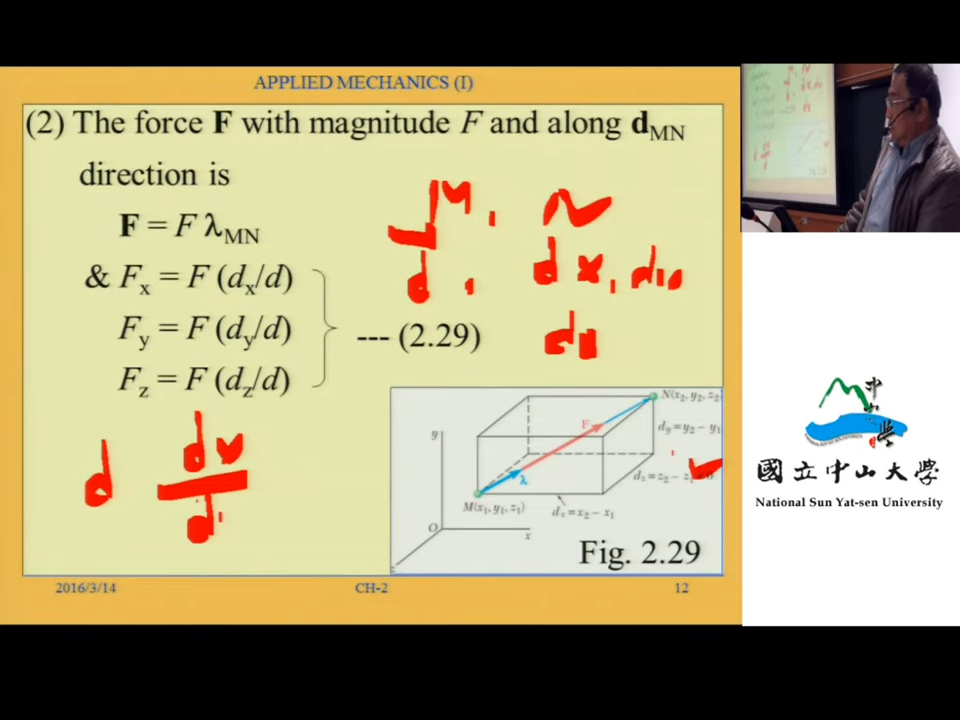 APPLIED MECHANICS (I)
(2) The force F with magnitude F and along d_MN
direction is
F = F λ_MN
& F_x = F (d_x/d)
F_y = F (d_y/d)
F_z = F (d_z/d)
--- (2.29)
M, N
d, dx, dy
d
d
d
N(x₂, y₂, z₂)
d_y = y₂ − y₁
F
y
λ
M(x₁, y₁, z₁)
d_x = x₂ − x₁
O
x
z
Fig. 2.29
2016/3/14
CH-2
12
國立中山大學
National Sun Yat-sen University